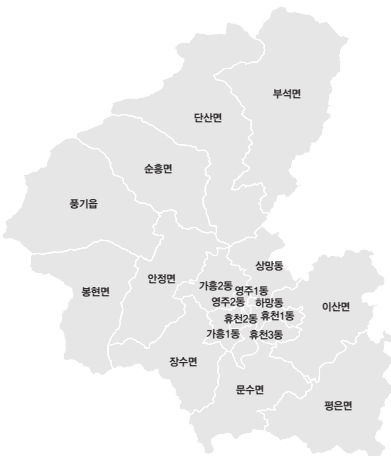 부석면
단산면
순흥면
풍기읍
상망동
안정면
가흥2동
영주1동
봉현면
영주2동
하망동
이산면
휴천2동
휴천1동
가흥1동
휴천3동
장수면
문수면
평은면